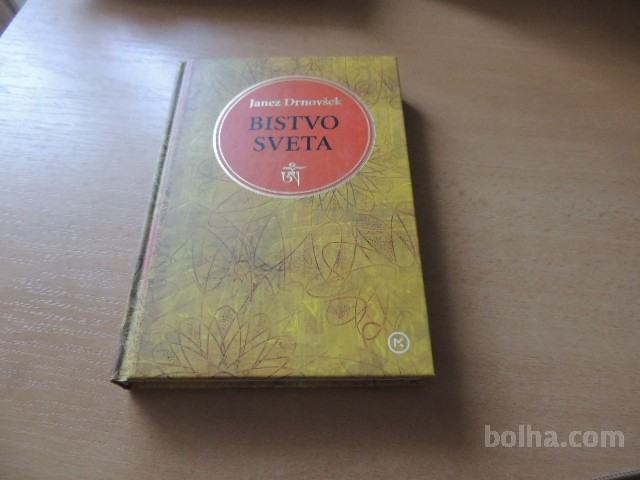 Janez Drnovšek
BISTVO
SVETA
ༀ
bolha.com